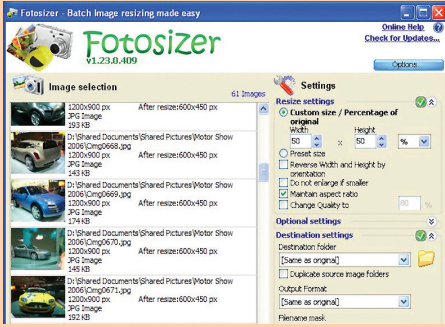 Fotosizer - Batch Image resizing made easy
Fotosizer
v1.23.0.409
Online Help
Check for Updates...
Options...
Image selection
61 Images
1200x900 px After resize:600x450 px
JPG Image
193 KB
D:\Shared Documents\Shared Pictures\Motor Show
2006\Cimg0668.jpg
1200x900 px After resize:600x450 px
JPG Image
143 KB
D:\Shared Documents\Shared Pictures\Motor Show
2006\Cimg0669.jpg
1200x900 px After resize:600x450 px
JPG Image
174 KB
D:\Shared Documents\Shared Pictures\Motor Show
2006\Cimg0670.jpg
1200x900 px After resize:600x450 px
JPG Image
145 KB
D:\Shared Documents\Shared Pictures\Motor Show
2006\Cimg0671.jpg
1200x900 px After resize:600x450 px
JPG Image
192 KB
Settings
Resize settings
Custom size / Percentage of
original
Width Height
50 x 50 %
Preset size
Reverse Width and Height by
orientation
Do not enlarge if smaller
Maintain aspect ratio
Change Quality to 80 %
Optional settings
Destination settings
Destination folder
[Same as original]
Duplicate source image folders
Output Format
[Same as original]
Filename mask